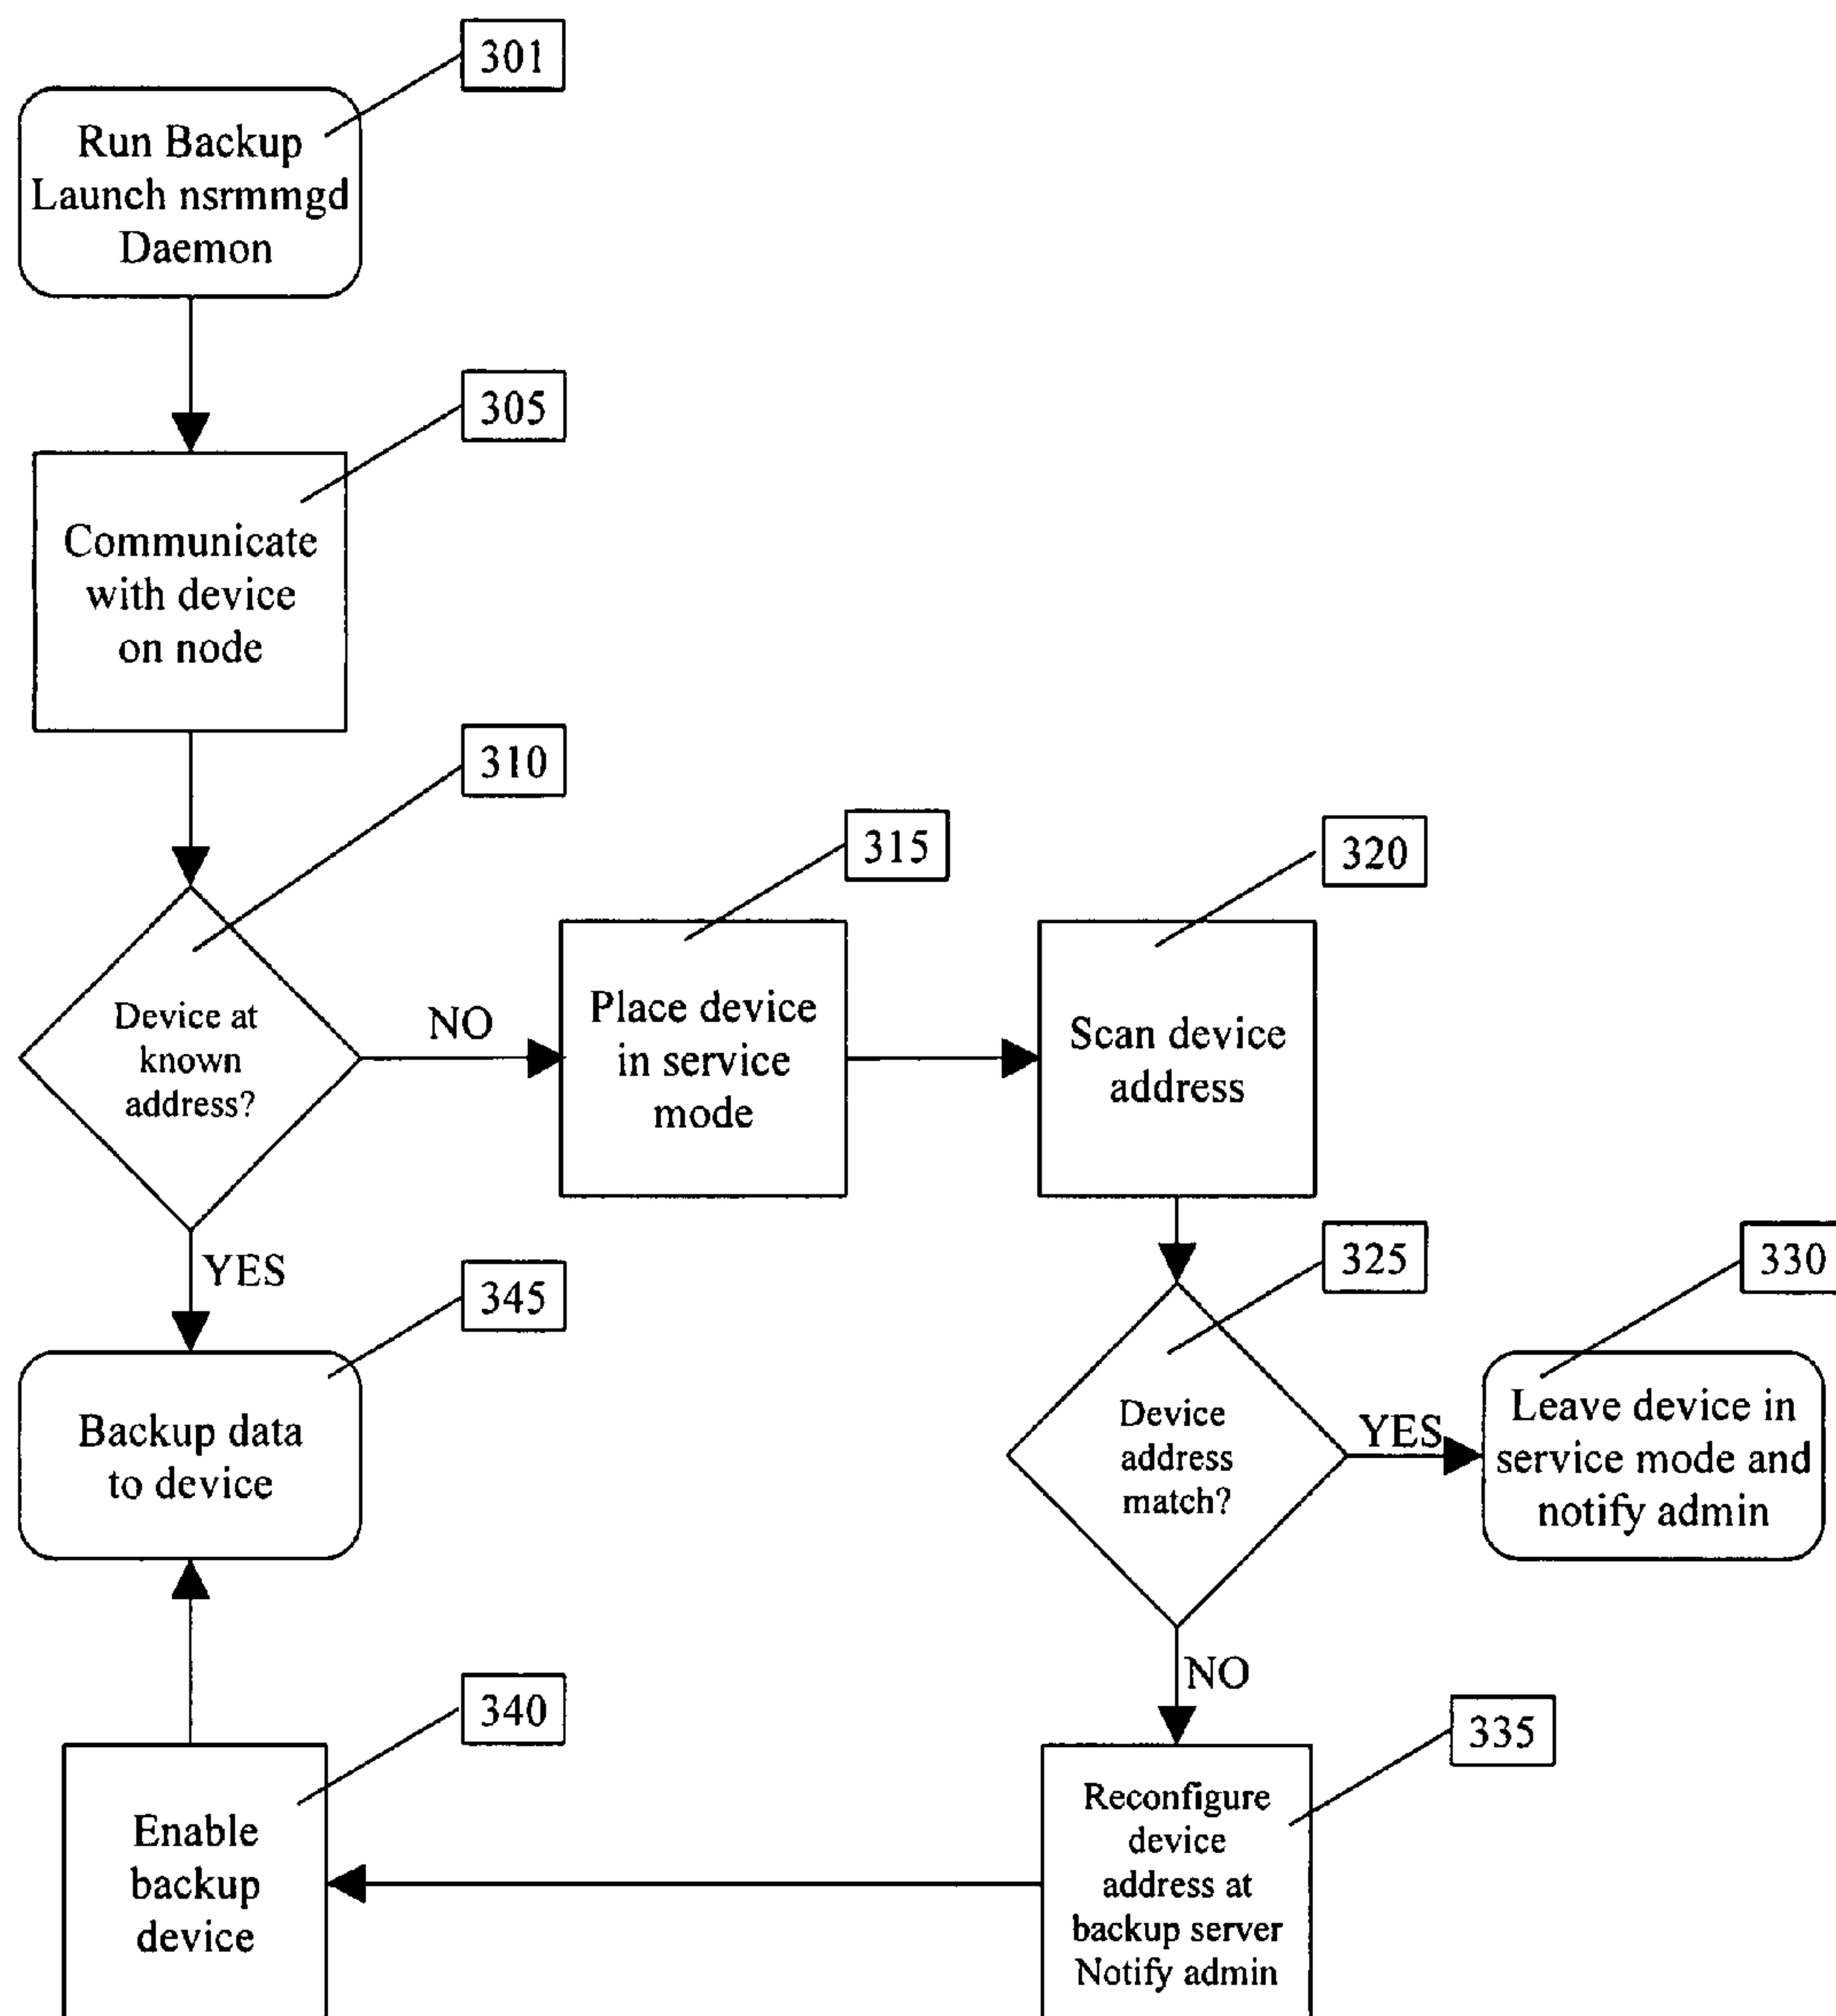 301
Run Backup
Launch nsrmmgd
Daemon
305
Communicate
with device
on node
310
Device at
known
address?
NO
YES
315
Place device
in service
mode
320
Scan device
address
325
Device
address
match?
YES
NO
330
Leave device in
service mode and
notify admin
335
Reconfigure
device
address at
backup server
Notify admin
340
Enable
backup
device
345
Backup data
to device